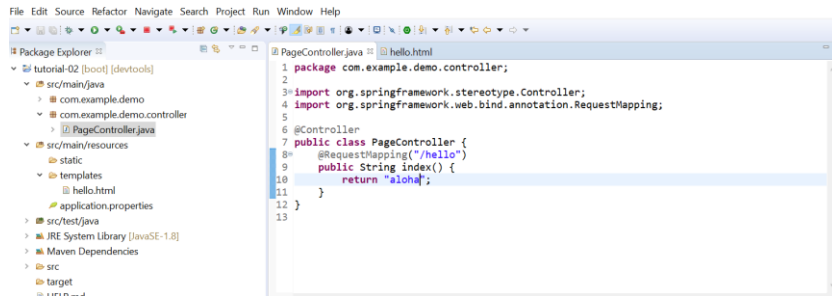 File Edit Source Refactor Navigate Search Project Run Window Help
Package Explorer
tutorial-02 [boot] [devtools]
src/main/java
com.example.demo
com.example.demo.controller
PageController.java
src/main/resources
static
templates
hello.html
application.properties
src/test/java
JRE System Library [JavaSE-1.8]
Maven Dependencies
src
target
HELP.md
PageController.java hello.html
1 package com.example.demo.controller;
2
3 import org.springframework.stereotype.Controller;
4 import org.springframework.web.bind.annotation.RequestMapping;
5
6 @Controller
7 public class PageController {
8 @RequestMapping("/hello")
9 public String index() {
10 return "aloha";
11 }
12 }
13